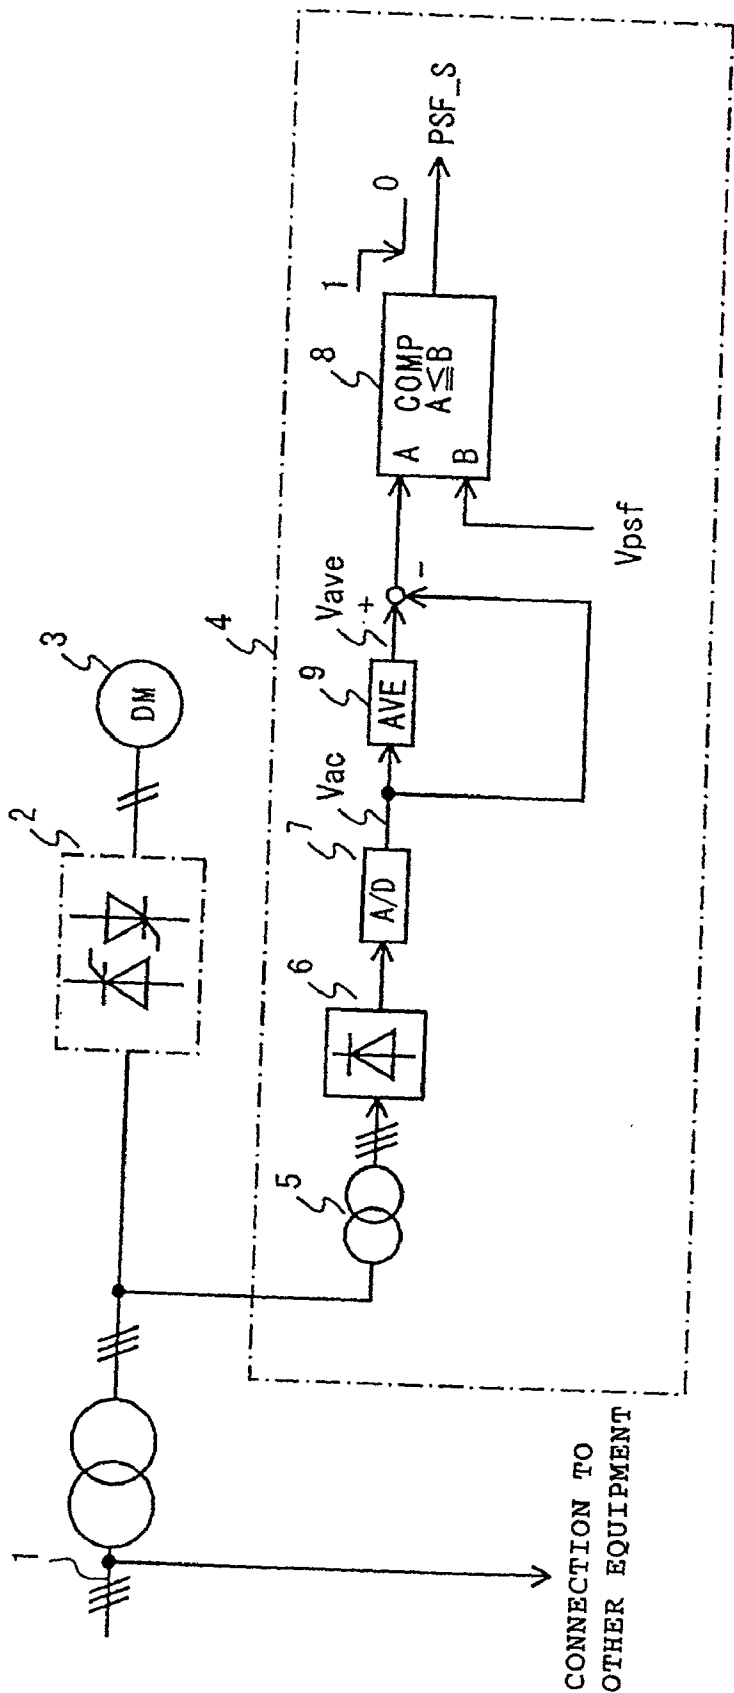 1
CONNECTION TO
OTHER EQUIPMENT
2
3
DM
4
5
6
7
A/D
Vac
9
AVE
Vave
+
-
8
A
B
COMP
A≦B
Vpsf
1
0
PSF_S